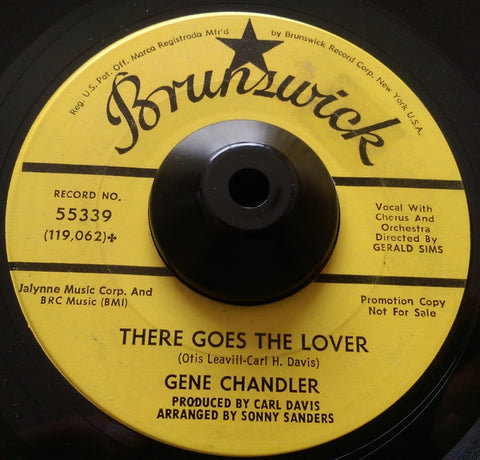 Reg. U.S. Pat. Off. Marca Registrada Mfr'd by Brunswick Record Corp. New York, U.S.A.
Brunswick
RECORD NO.
55339
(119,062)+
Vocal With
Chorus And
Orchestra
Directed By
GERALD SIMS
Jalynne Music Corp. And
BRC Music (BMI)
Promotion Copy
Not For Sale
THERE GOES THE LOVER
(Otis Leavill-Carl H. Davis)
GENE CHANDLER
PRODUCED BY CARL DAVIS
ARRANGED BY SONNY SANDERS